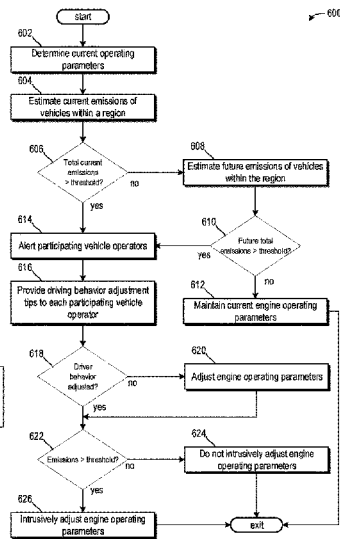 600
start
602
Determine current operating
parameters
604
Estimate current emissions of
vehicles within a region
606
Total current
emissions
> threshold?
no
yes
608
Estimate future emissions of vehicles
within the region
610
Future total
emissions > threshold?
yes
no
612
Maintain current engine operating
parameters
614
Alert participating vehicle operators
616
Provide driving behavior adjustment
tips to each participating vehicle
operator
618
Driver
behavior
adjusted?
no
yes
620
Adjust engine operating parameters
622
Emissions > threshold?
no
yes
624
Do not intrusively adjust engine
operating parameters
626
Intrusively adjust engine operating
parameters
exit